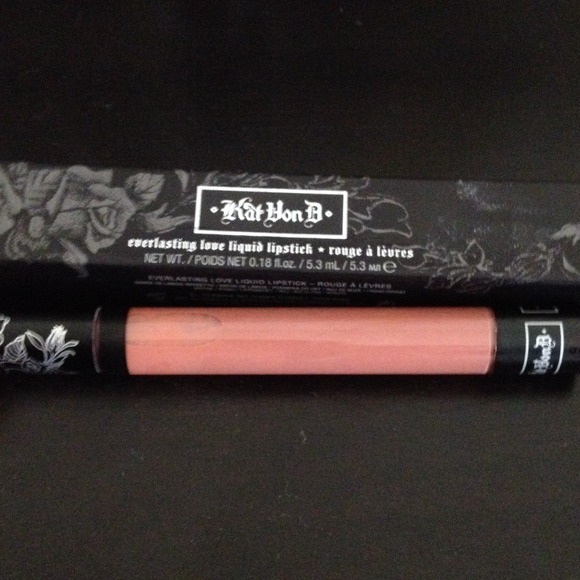 Kat Von D
everlasting love liquid lipstick • rouge à lèvres
NET WT. / POIDS NET 0.18 fl.oz. / 5.3 mL / 5.3 мл e
EVERLASTING LOVE LIQUID LIPSTICK – ROUGE À LÈVRES
Von D